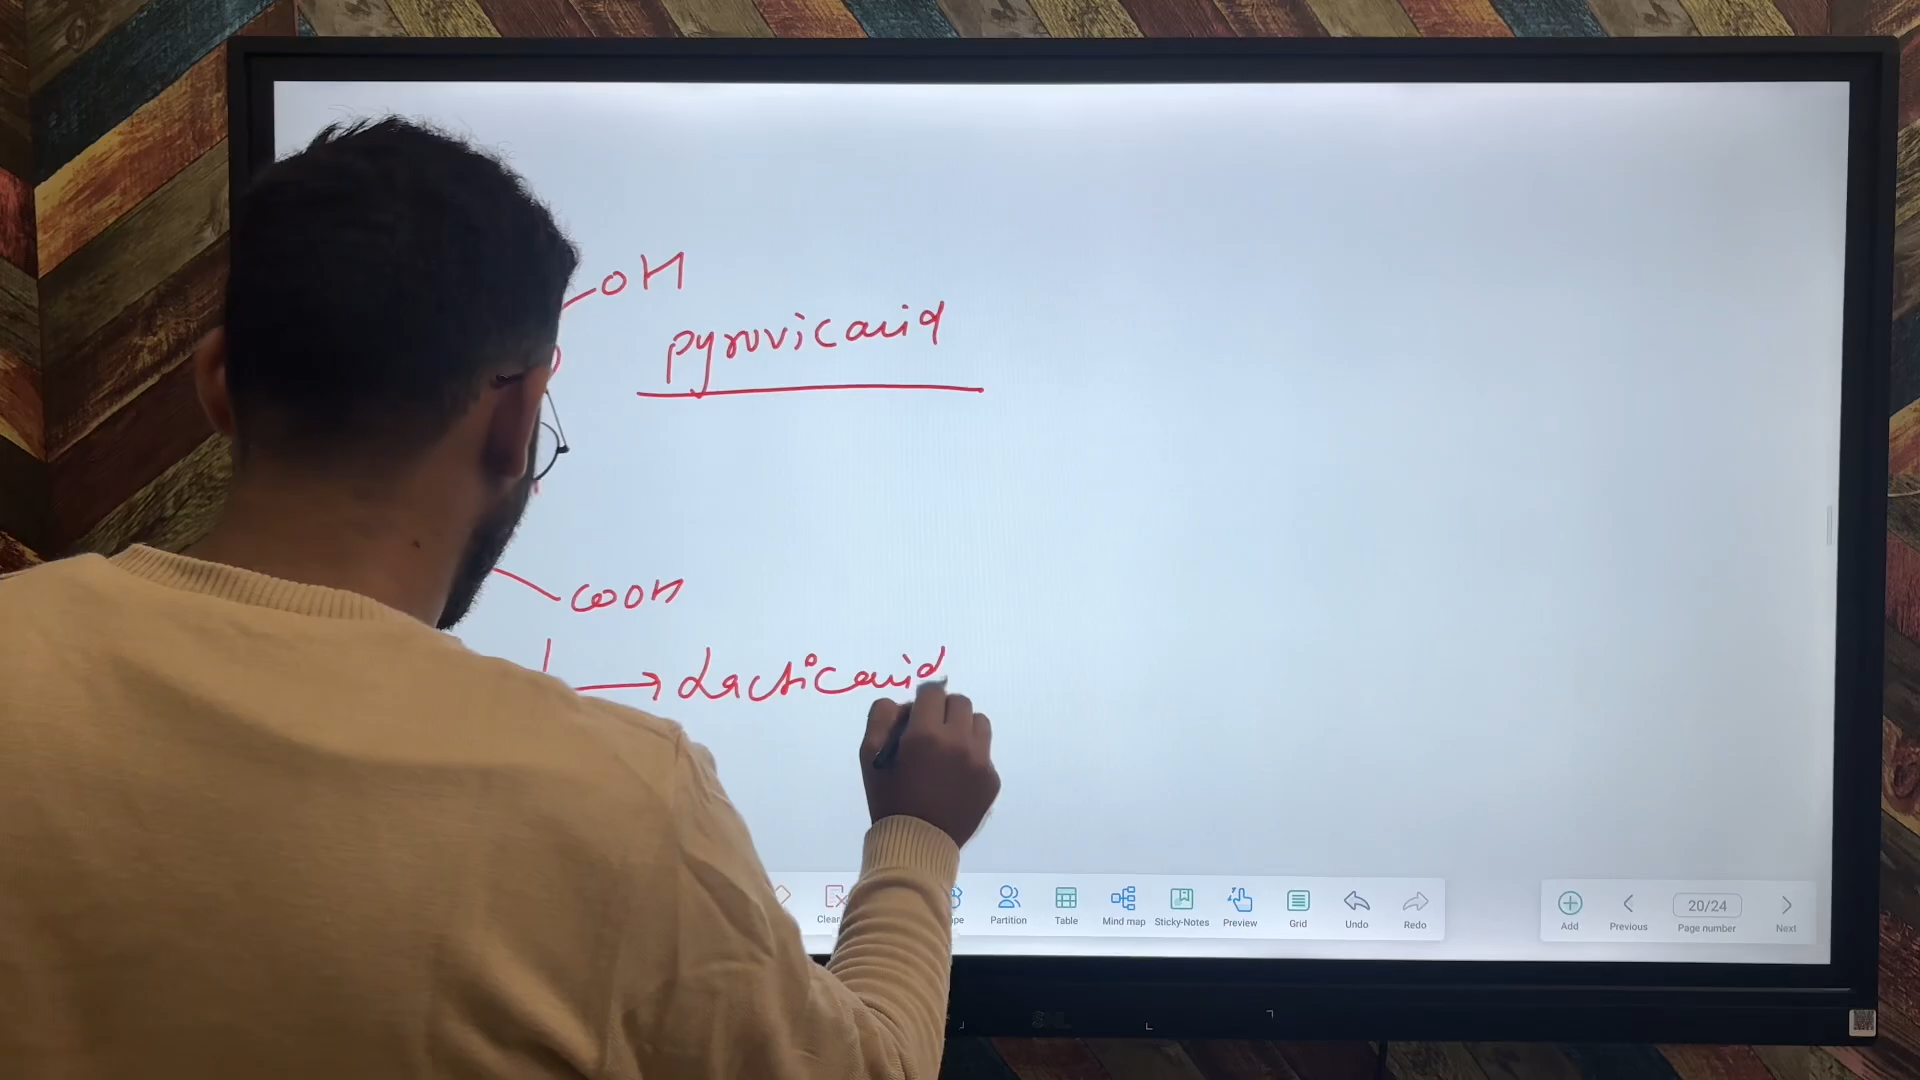 OH
pyruvic acid
COOH
→ Lactic acid
Clear
Partition
Table
Mind map
Sticky-Notes
Preview
Grid
Undo
Redo
Add
Previous
20/24
Page number
Next